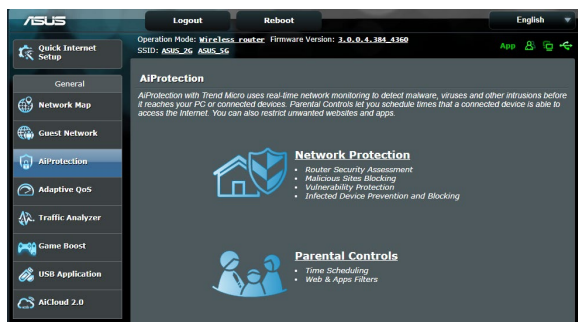 ASUS
Logout
Reboot
English
Quick Internet
Setup
Operation Mode: Wireless router Firmware Version: 3.0.0.4.384_4360
SSID: ASUS_2G ASUS_5G
App
General
Network Map
Guest Network
AiProtection
Adaptive QoS
Traffic Analyzer
Game Boost
USB Application
AiCloud 2.0
AiProtection
AiProtection with Trend Micro uses real-time network monitoring to detect malware, viruses and other intrusions before
it reaches your PC or connected devices. Parental Controls let you schedule times that a connected device is able to
access the Internet. You can also restrict unwanted websites and apps.
Network Protection
• Router Security Assessment
• Malicious Sites Blocking
• Vulnerability Protection
• Infected Device Prevention and Blocking
Parental Controls
• Time Scheduling
• Web & Apps Filters